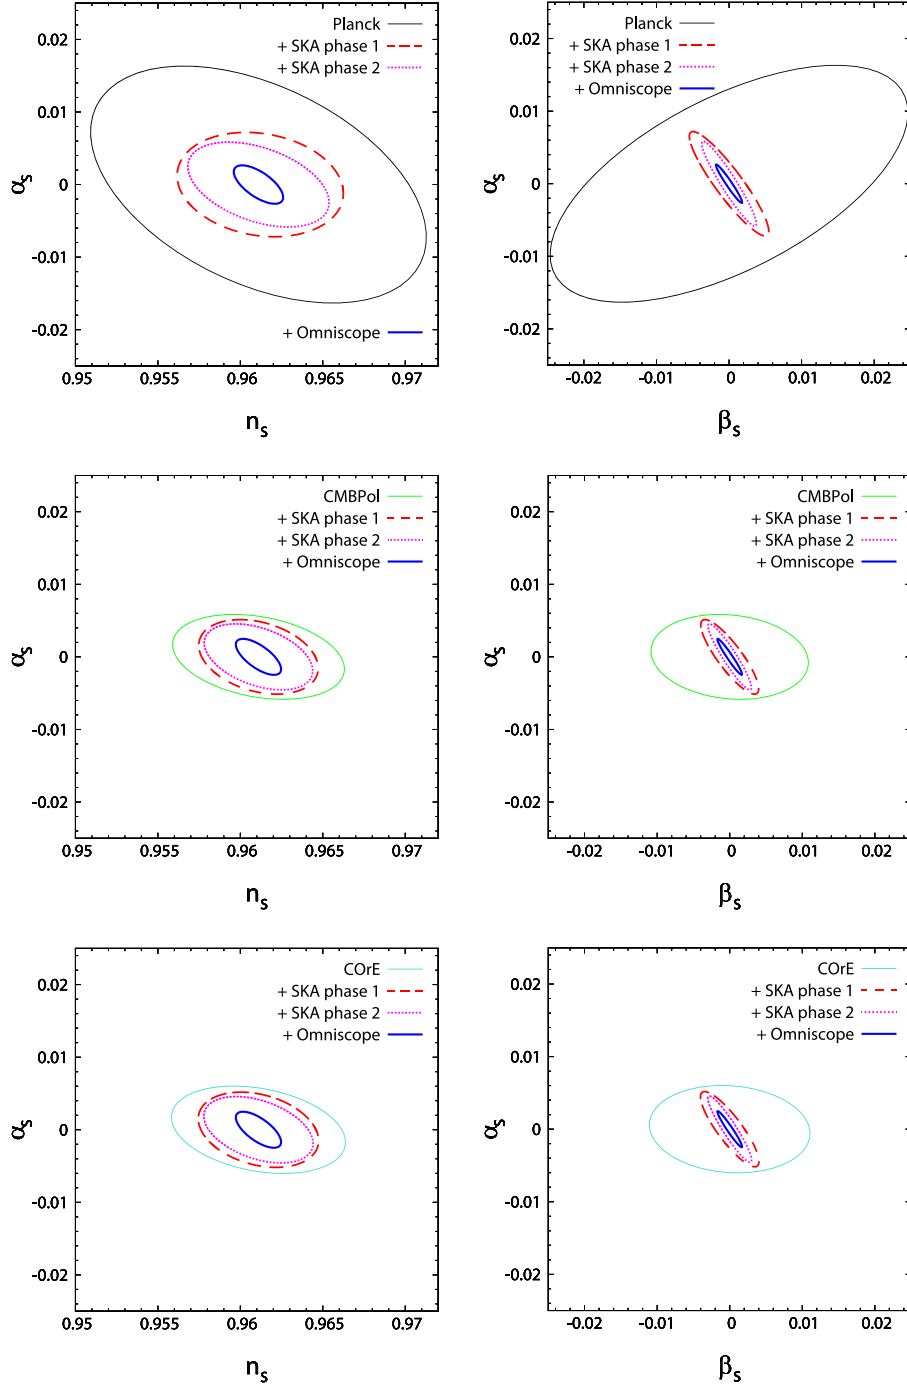 0.02
0.01
0
-0.01
-0.02
αs
Planck
+ SKA phase 1
+ SKA phase 2
+ Omniscope
0.95 0.955 0.96 0.965 0.97
ns
0.02
0.01
0
-0.01
-0.02
αs
Planck
+ SKA phase 1
+ SKA phase 2
+ Omniscope
-0.02 -0.01 0 0.01 0.02
βs
0.02
0.01
0
-0.01
-0.02
αs
CMBPol
+ SKA phase 1
+ SKA phase 2
+ Omniscope
0.95 0.955 0.96 0.965 0.97
ns
0.02
0.01
0
-0.01
-0.02
αs
CMBPol
+ SKA phase 1
+ SKA phase 2
+ Omniscope
-0.02 -0.01 0 0.01 0.02
βs
0.02
0.01
0
-0.01
-0.02
αs
COrE
+ SKA phase 1
+ SKA phase 2
+ Omniscope
0.95 0.955 0.96 0.965 0.97
ns
0.02
0.01
0
-0.01
-0.02
αs
COrE
+ SKA phase 1
+ SKA phase 2
+ Omniscope
-0.02 -0.01 0 0.01 0.02
βs